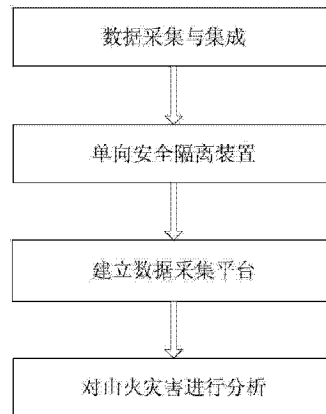 数据采集与集成
单向安全隔离装置
建立数据采集平台
对山火灾害进行分析